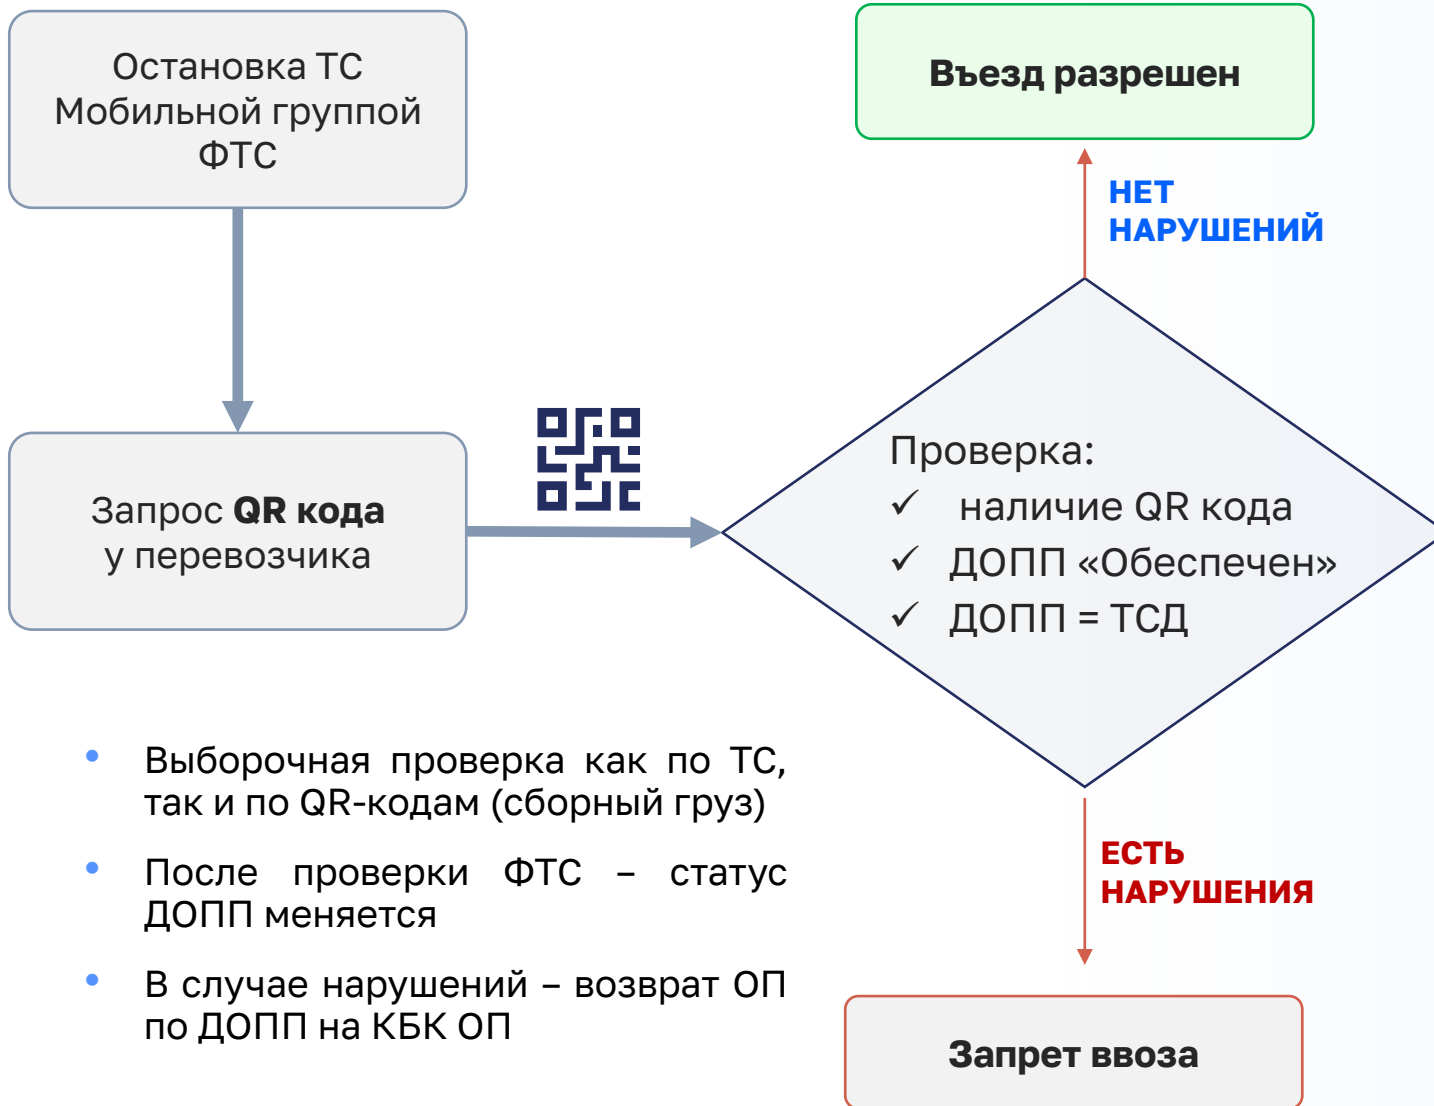 Остановка ТС
Мобильной группой
ФТС
Въезд разрешен
НЕТ
НАРУШЕНИЙ
Запрос QR кода
у перевозчика
Проверка:
✓ наличие QR кода
✓ ДОПП «Обеспечен»
✓ ДОПП = ТСД
• Выборочная проверка как по ТС,
так и по QR-кодам (сборный груз)
• После проверки ФТС – статус
ДОПП меняется
• В случае нарушений – возврат ОП
по ДОПП на КБК ОП
ЕСТЬ
НАРУШЕНИЯ
Запрет ввоза